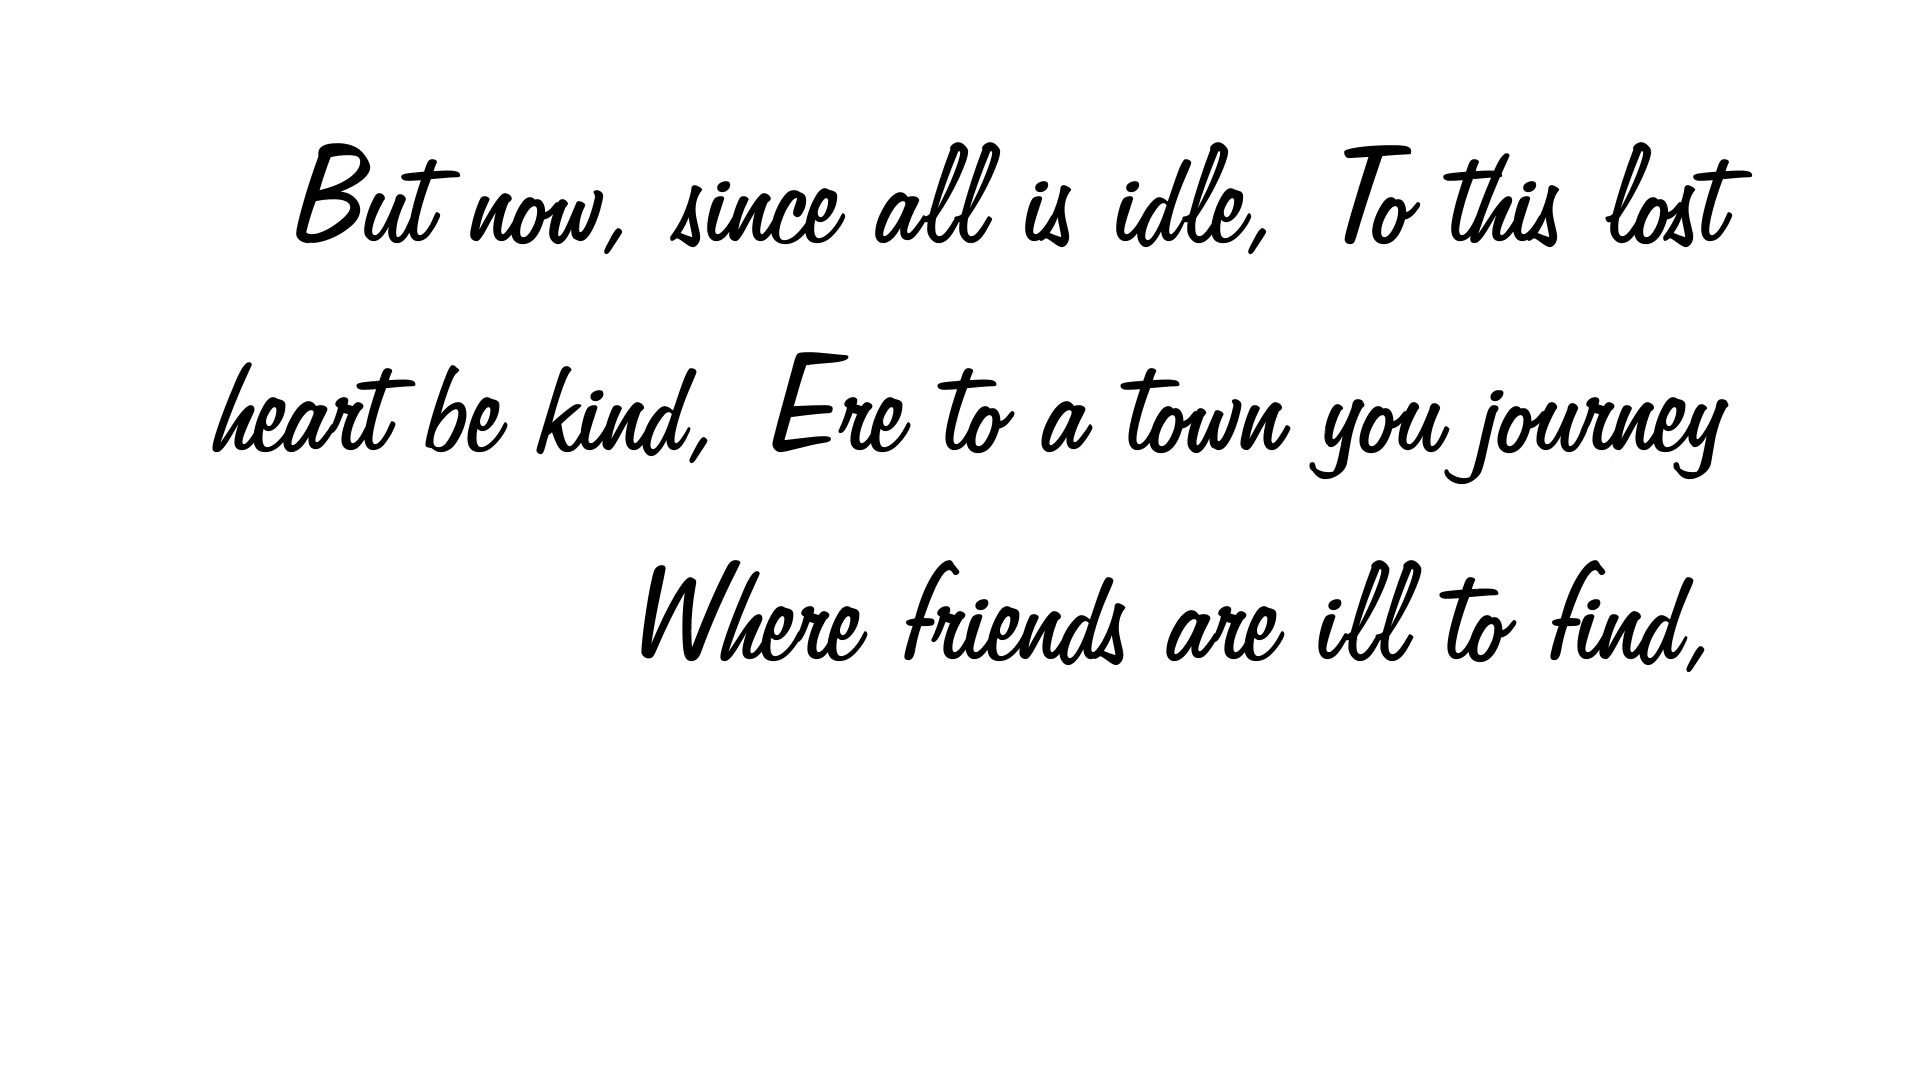 But now, since all is idle, To this lost
heart be kind, Ere to a town you journey
Where friends are ill to find,